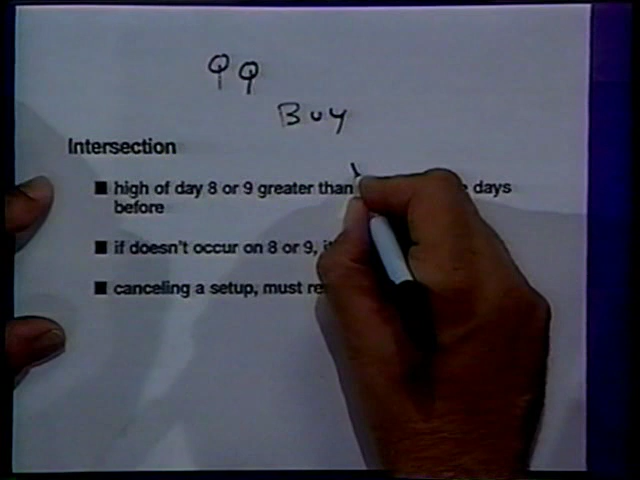 99
Buy
Intersection
■ high of day 8 or 9 greater than days
before
■ if doesn't occur on 8 or 9,
■ canceling a setup, must